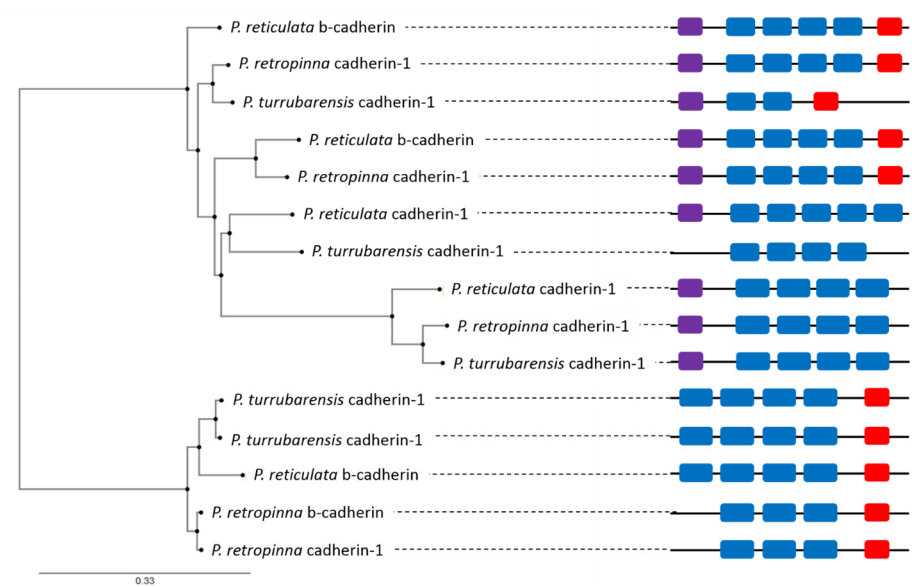 P. reticulata b-cadherin
P. retropinna cadherin-1
P. turrubarensis cadherin-1
P. reticulata b-cadherin
P. retropinna cadherin-1
P. reticulata cadherin-1
P. turrubarensis cadherin-1
P. reticulata cadherin-1
P. retropinna cadherin-1
P. turrubarensis cadherin-1
P. turrubarensis cadherin-1
P. turrubarensis cadherin-1
P. reticulata b-cadherin
P. retropinna b-cadherin
P. retropinna cadherin-1
0.33